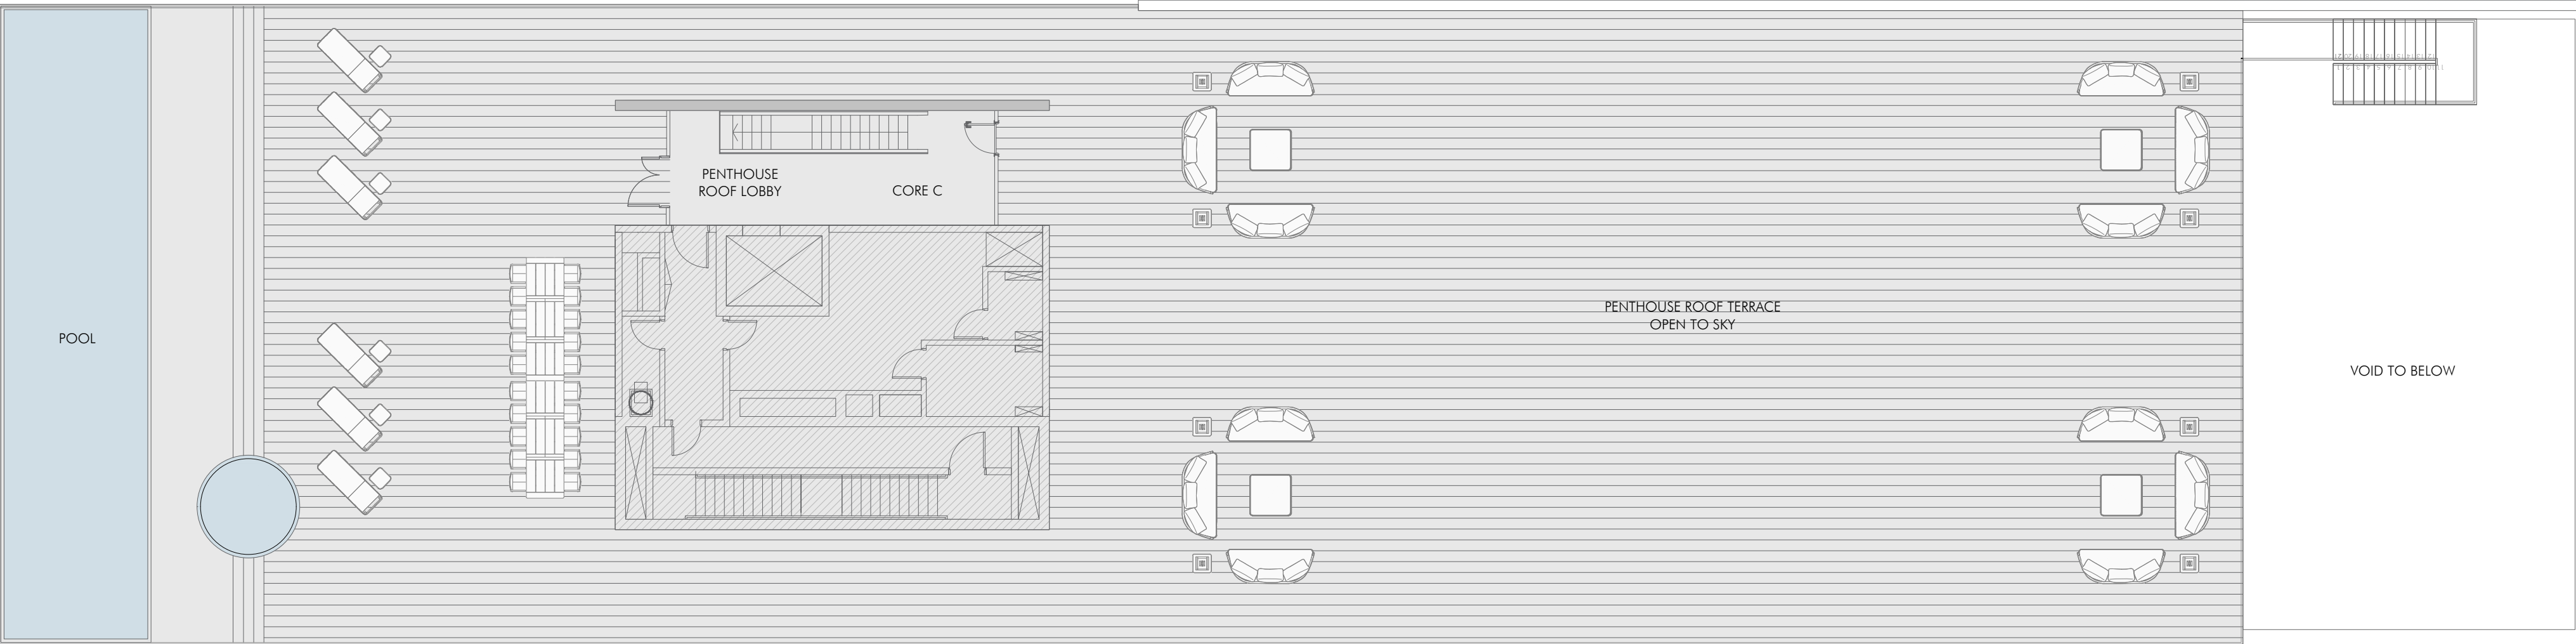 PENTHOUSE
ROOF LOBBY
CORE C
PENTHOUSE ROOF TERRACE
OPEN TO SKY
POOL
VOID TO BELOW